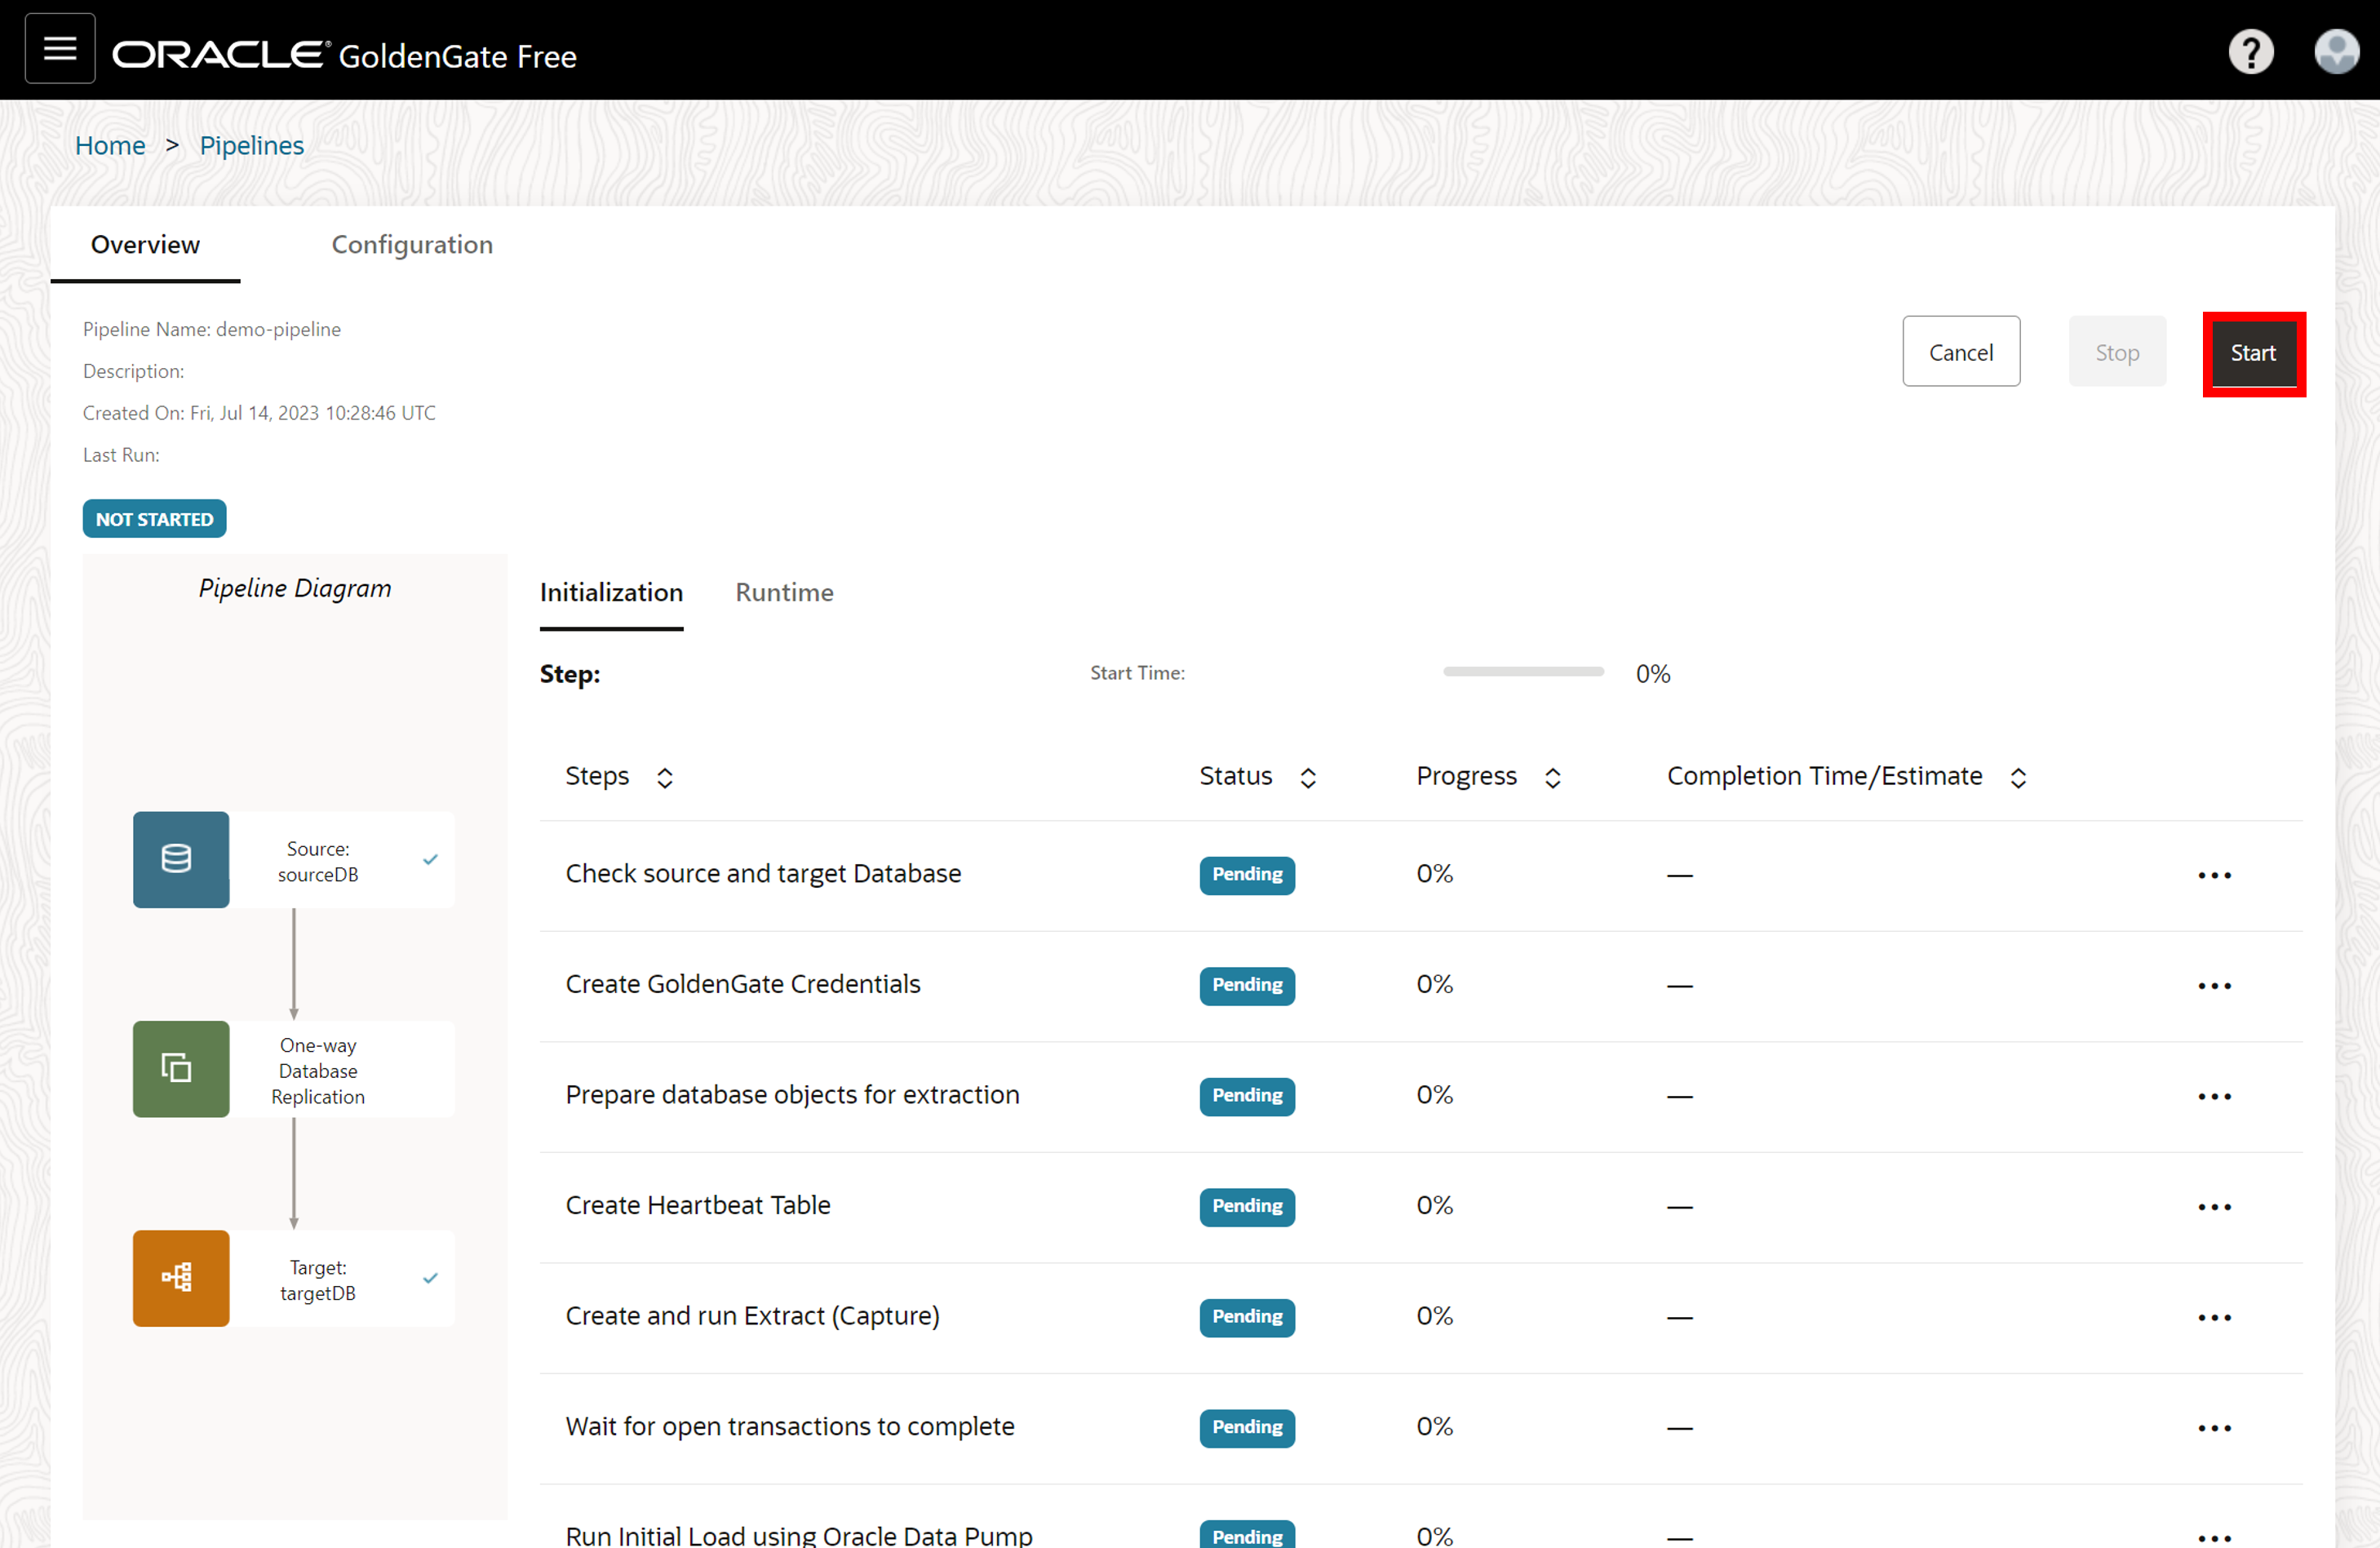 ORACLE® GoldenGate Free
?
Home > Pipelines
Overview Configuration
Pipeline Name: demo-pipeline
Description:
Created On: Fri, Jul 14, 2023 10:28:46 UTC
Last Run:
Cancel Stop Start
NOT STARTED
Pipeline Diagram
Source:
sourceDB
One-way
Database
Replication
Target:
targetDB
Initialization Runtime
Step: Start Time: 0%
Steps Status Progress Completion Time/Estimate
Check source and target Database Pending 0% — ...
Create GoldenGate Credentials Pending 0% — ...
Prepare database objects for extraction Pending 0% — ...
Create Heartbeat Table Pending 0% — ...
Create and run Extract (Capture) Pending 0% — ...
Wait for open transactions to complete Pending 0% — ...
Run Initial Load using Oracle Data Pump Pending 0% — ...